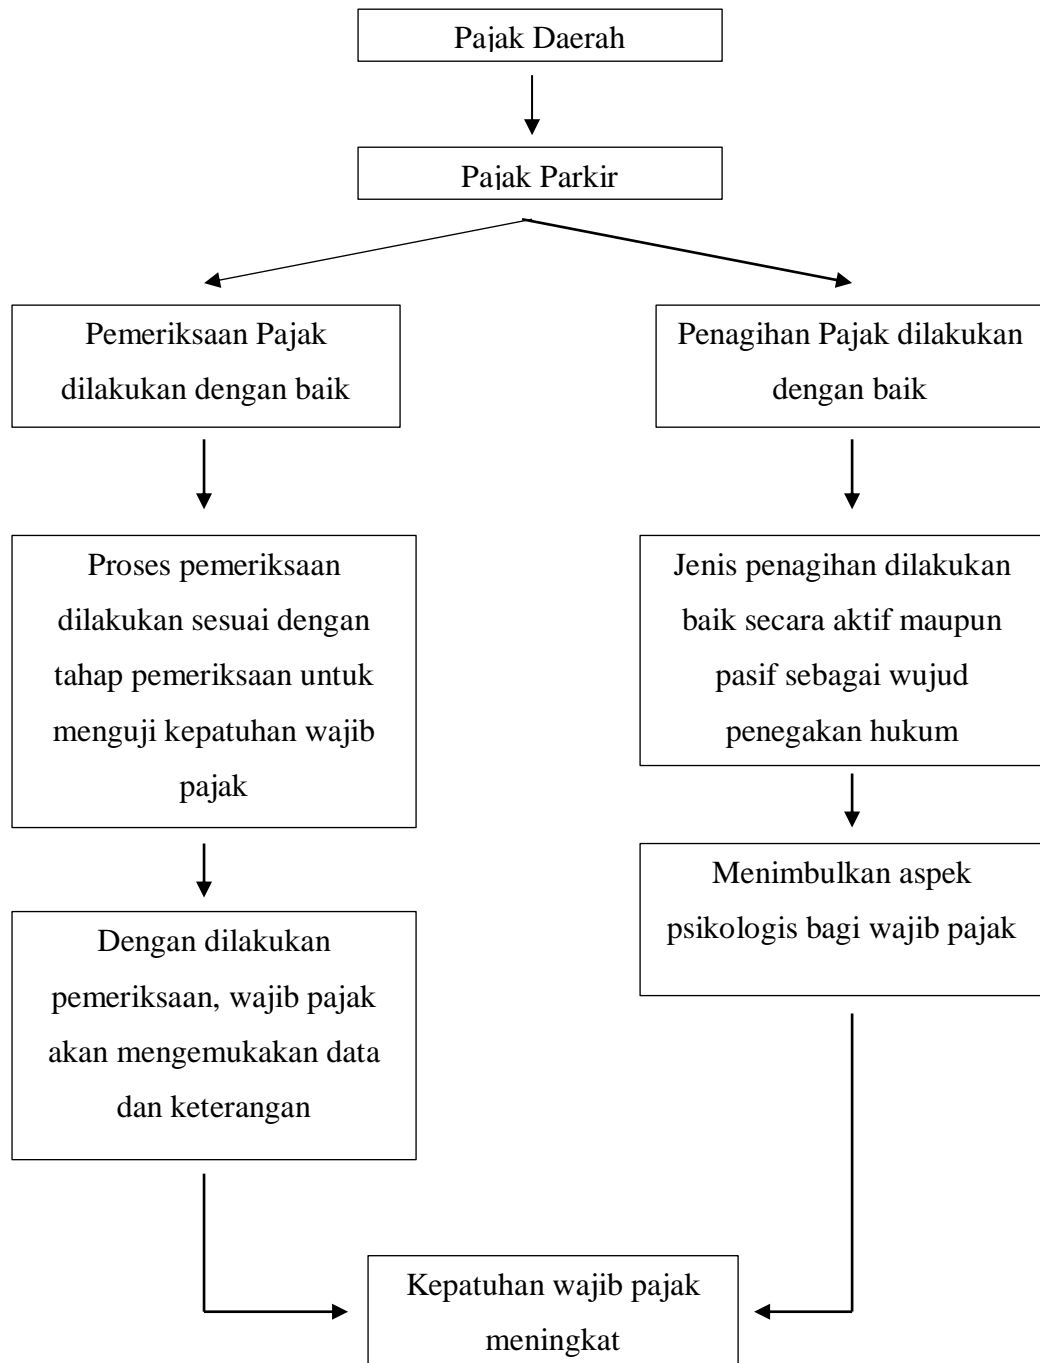 Pajak Daerah
Pajak Parkir
Pemeriksaan Pajak
dilakukan dengan baik
Penagihan Pajak dilakukan
dengan baik
Proses pemeriksaan
dilakukan sesuai dengan
tahap pemeriksaan untuk
menguji kepatuhan wajib
pajak
Jenis penagihan dilakukan
baik secara aktif maupun
pasif sebagai wujud
penegakan hukum
Dengan dilakukan
pemeriksaan, wajib pajak
akan mengemukakan data
dan keterangan
Menimbulkan aspek
psikologis bagi wajib pajak
Kepatuhan wajib pajak
meningkat